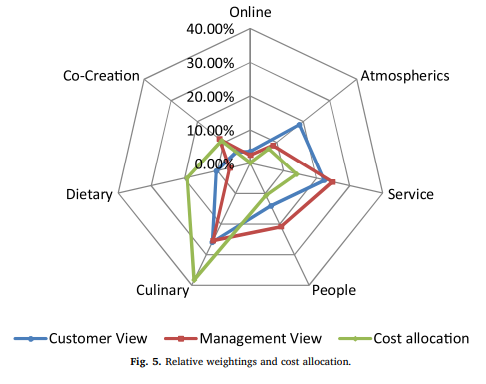 Online
40.00%
Co-Creation
30.00%
Atmospherics
20.00%
10.00%
0.00%
Dietary
Service
Culinary
People
Customer View
Management View
Cost allocation
Fig. 5. Relative weightings and cost allocation.